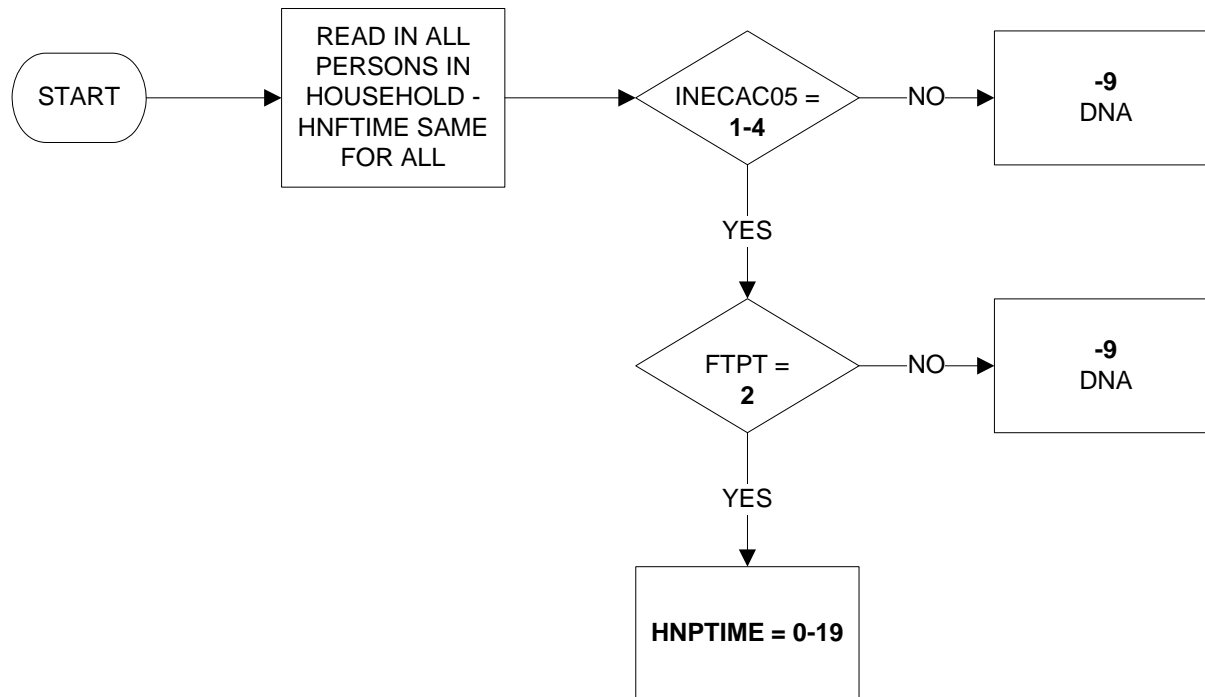 START
READ IN ALL
PERSONS IN
HOUSEHOLD -
HNFTIME SAME
FOR ALL
INECAC05 =
1-4
NO
-9
DNA
YES
FTPT =
2
NO
-9
DNA
YES
HNPTIME = 0-19